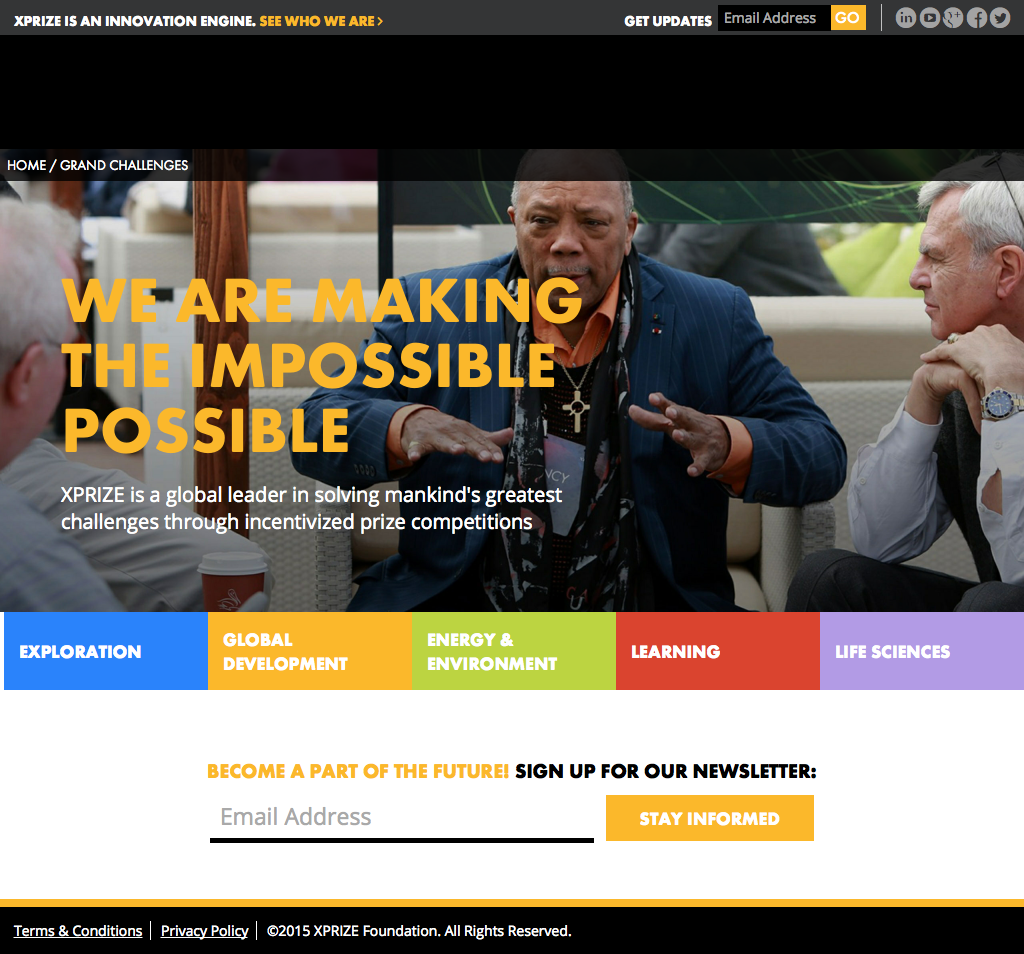 XPRIZE IS AN INNOVATION ENGINE. SEE WHO WE ARE >
GET UPDATES Email Address GO
HOME / GRAND CHALLENGES
WE ARE MAKING
THE IMPOSSIBLE
POSSIBLE
XPRIZE is a global leader in solving mankind's greatest
challenges through incentivized prize competitions
EXPLORATION
GLOBAL
DEVELOPMENT
ENERGY &
ENVIRONMENT
LEARNING
LIFE SCIENCES
BECOME A PART OF THE FUTURE! SIGN UP FOR OUR NEWSLETTER:
Email Address
STAY INFORMED
Terms & Conditions
Privacy Policy
©2015 XPRIZE Foundation. All Rights Reserved.